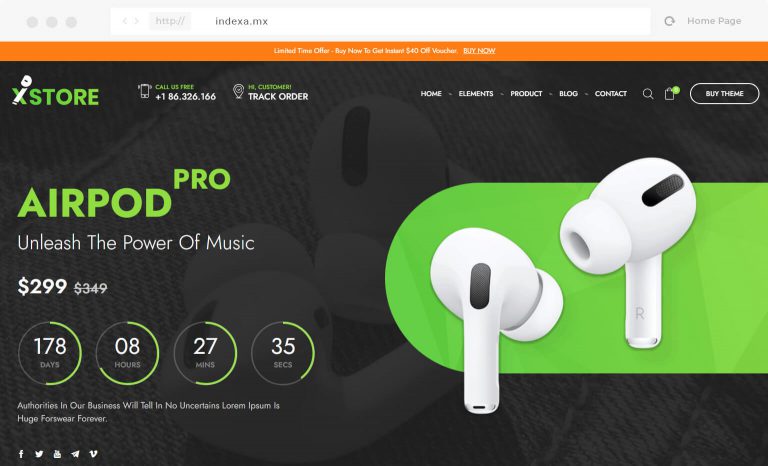 http://
indexa.mx
Home Page
Limited Time Offer - Buy Now To Get Instant $40 Off Voucher. BUY NOW
XSTORE
CALL US FREE
+1 86.326.166
HI, CUSTOMER!
TRACK ORDER
HOME
ELEMENTS
PRODUCT
BLOG
CONTACT
0
BUY THEME
AIRPOD PRO
Unleash The Power Of Music
$299 $349
178 08 27 35
DAYS HOURS MINS SECS
Authorities In Our Business Will Tell In No Uncertains Lorem Ipsum Is
Huge Forswear Forever.
R